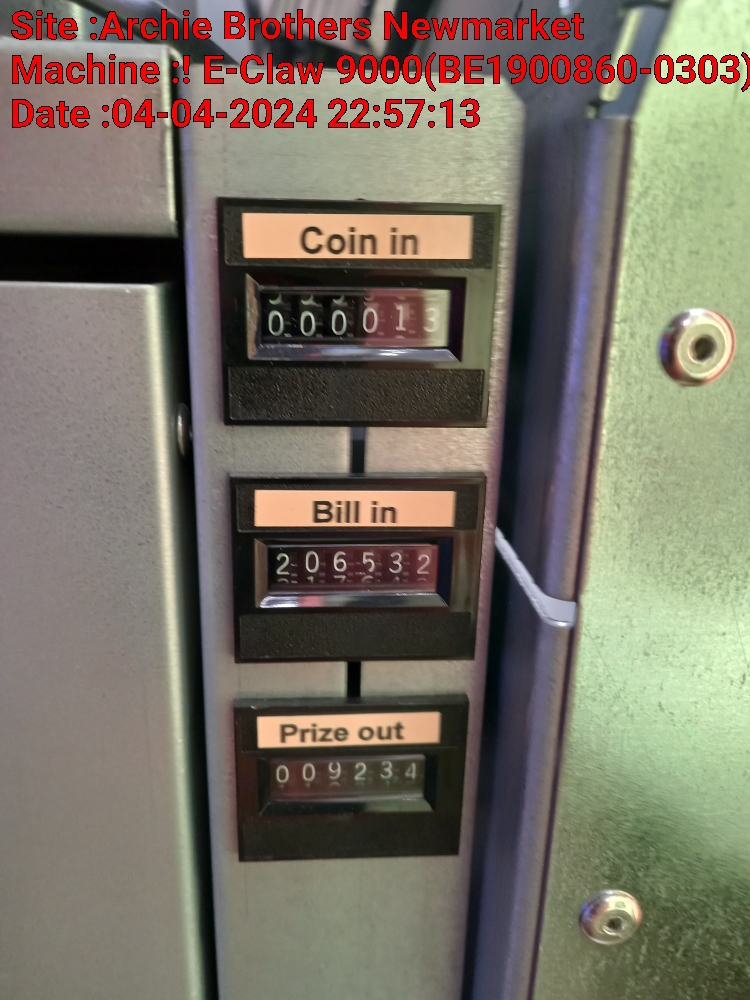 Site :Archie Brothers Newmarket
Machine :! E-Claw 9000(BE1900860-0303)
Date :04-04-2024 22:57:13
Coin in
000013
Bill in
206532
Prize out
009234